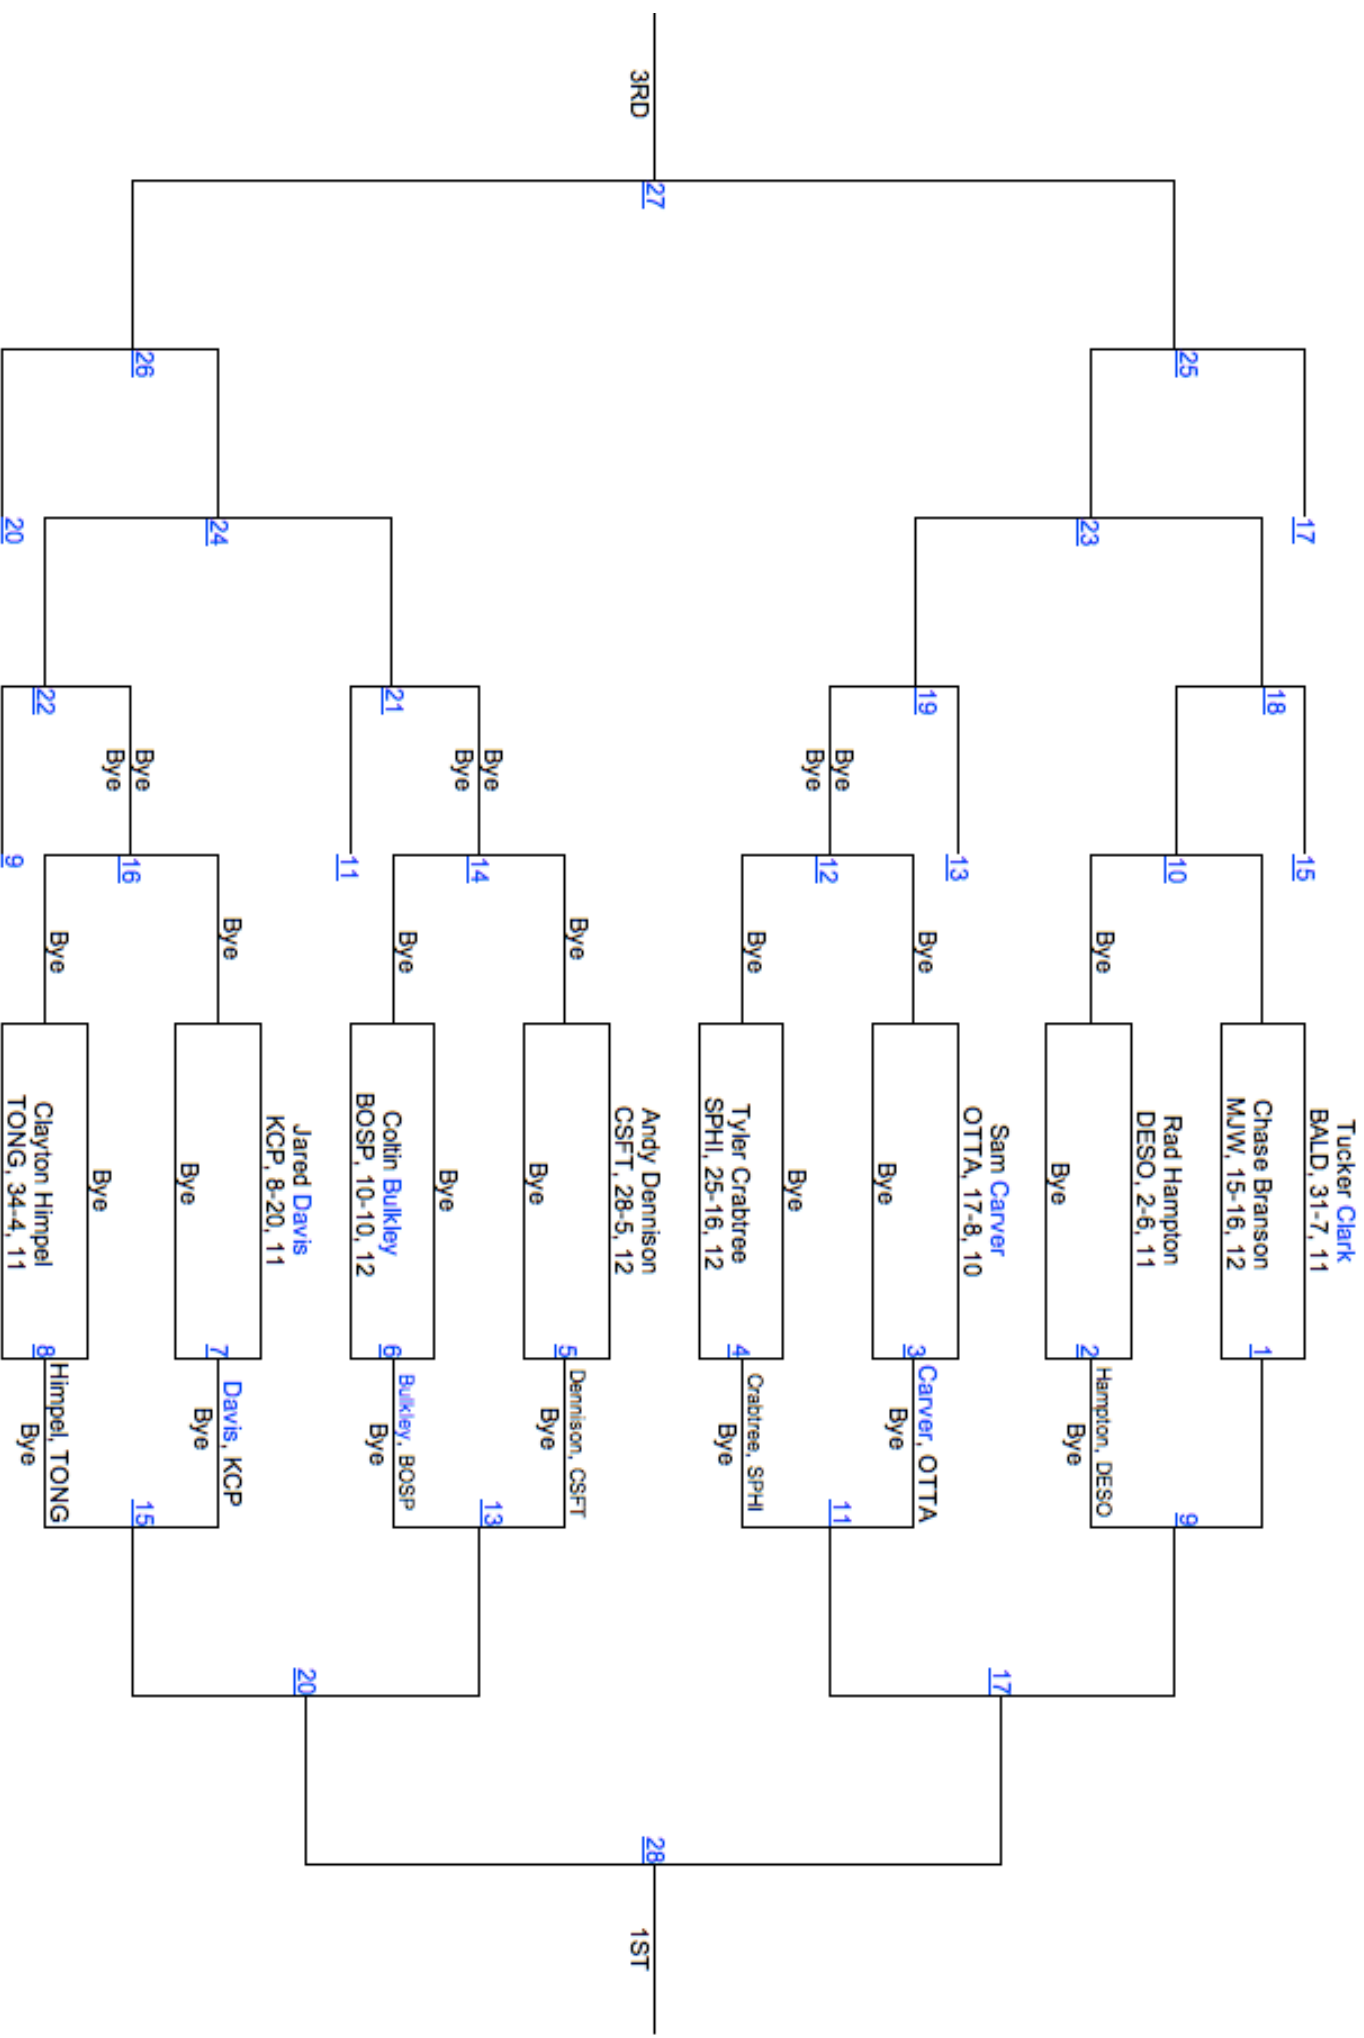 Tucker Clark
BALD, 31-7, 11
Chase Branson
MJW, 15-16, 12
1
Rad Hampton
DESO, 2-6, 11
Bye
2
Sam Carver
OTTA, 17-8, 10
Bye
3
Bye
Tyler Crabtree
SPHI, 25-16, 12
4
Andy Dennison
CSFT, 28-5, 12
Bye
5
Bye
Coltin Bulkley
BOSP, 10-10, 12
6
Jared Davis
KCP, 8-20, 11
Bye
7
Bye
Clayton Himpel
TONG, 34-4, 11
8
Hampton, DESO
Bye
9
Carver, OTTA
Bye
Crabtree, SPHI
Bye
11
Dennison, CSFT
Bye
Bulkley, BOSP
Bye
13
Davis, KCP
Bye
Himpel, TONG
Bye
15
17
20
28
1ST
Bye
Bye
Bye
Bye
Bye
Bye
Bye
15
10
13
12
14
11
16
9
Bye
Bye
Bye
Bye
Bye
Bye
18
19
21
22
17
23
24
20
25
26
27
3RD